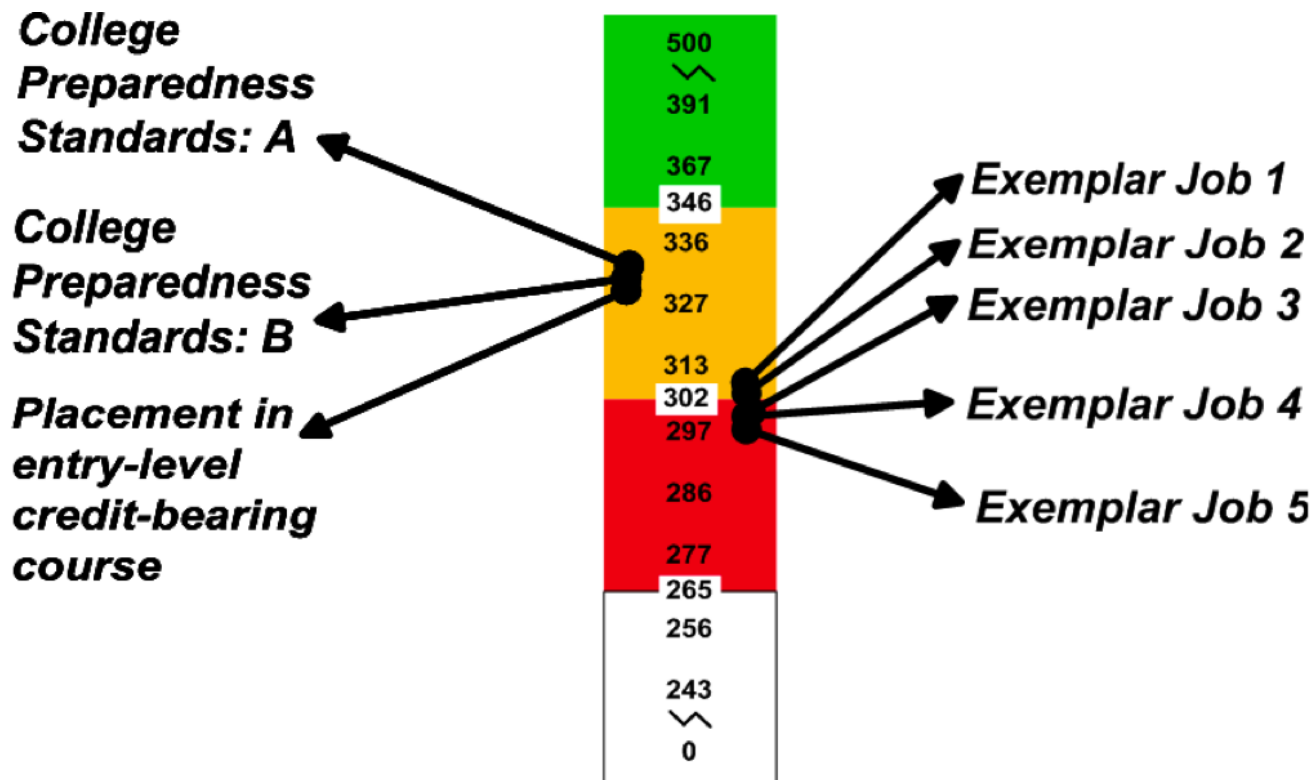 College
Preparedness
Standards: A
College
Preparedness
Standards: B
Placement in
entry-level
credit-bearing
course
500
391
367
346
336
327
313
302
297
286
277
265
256
243
0
Exemplar Job 1
Exemplar Job 2
Exemplar Job 3
Exemplar Job 4
Exemplar Job 5